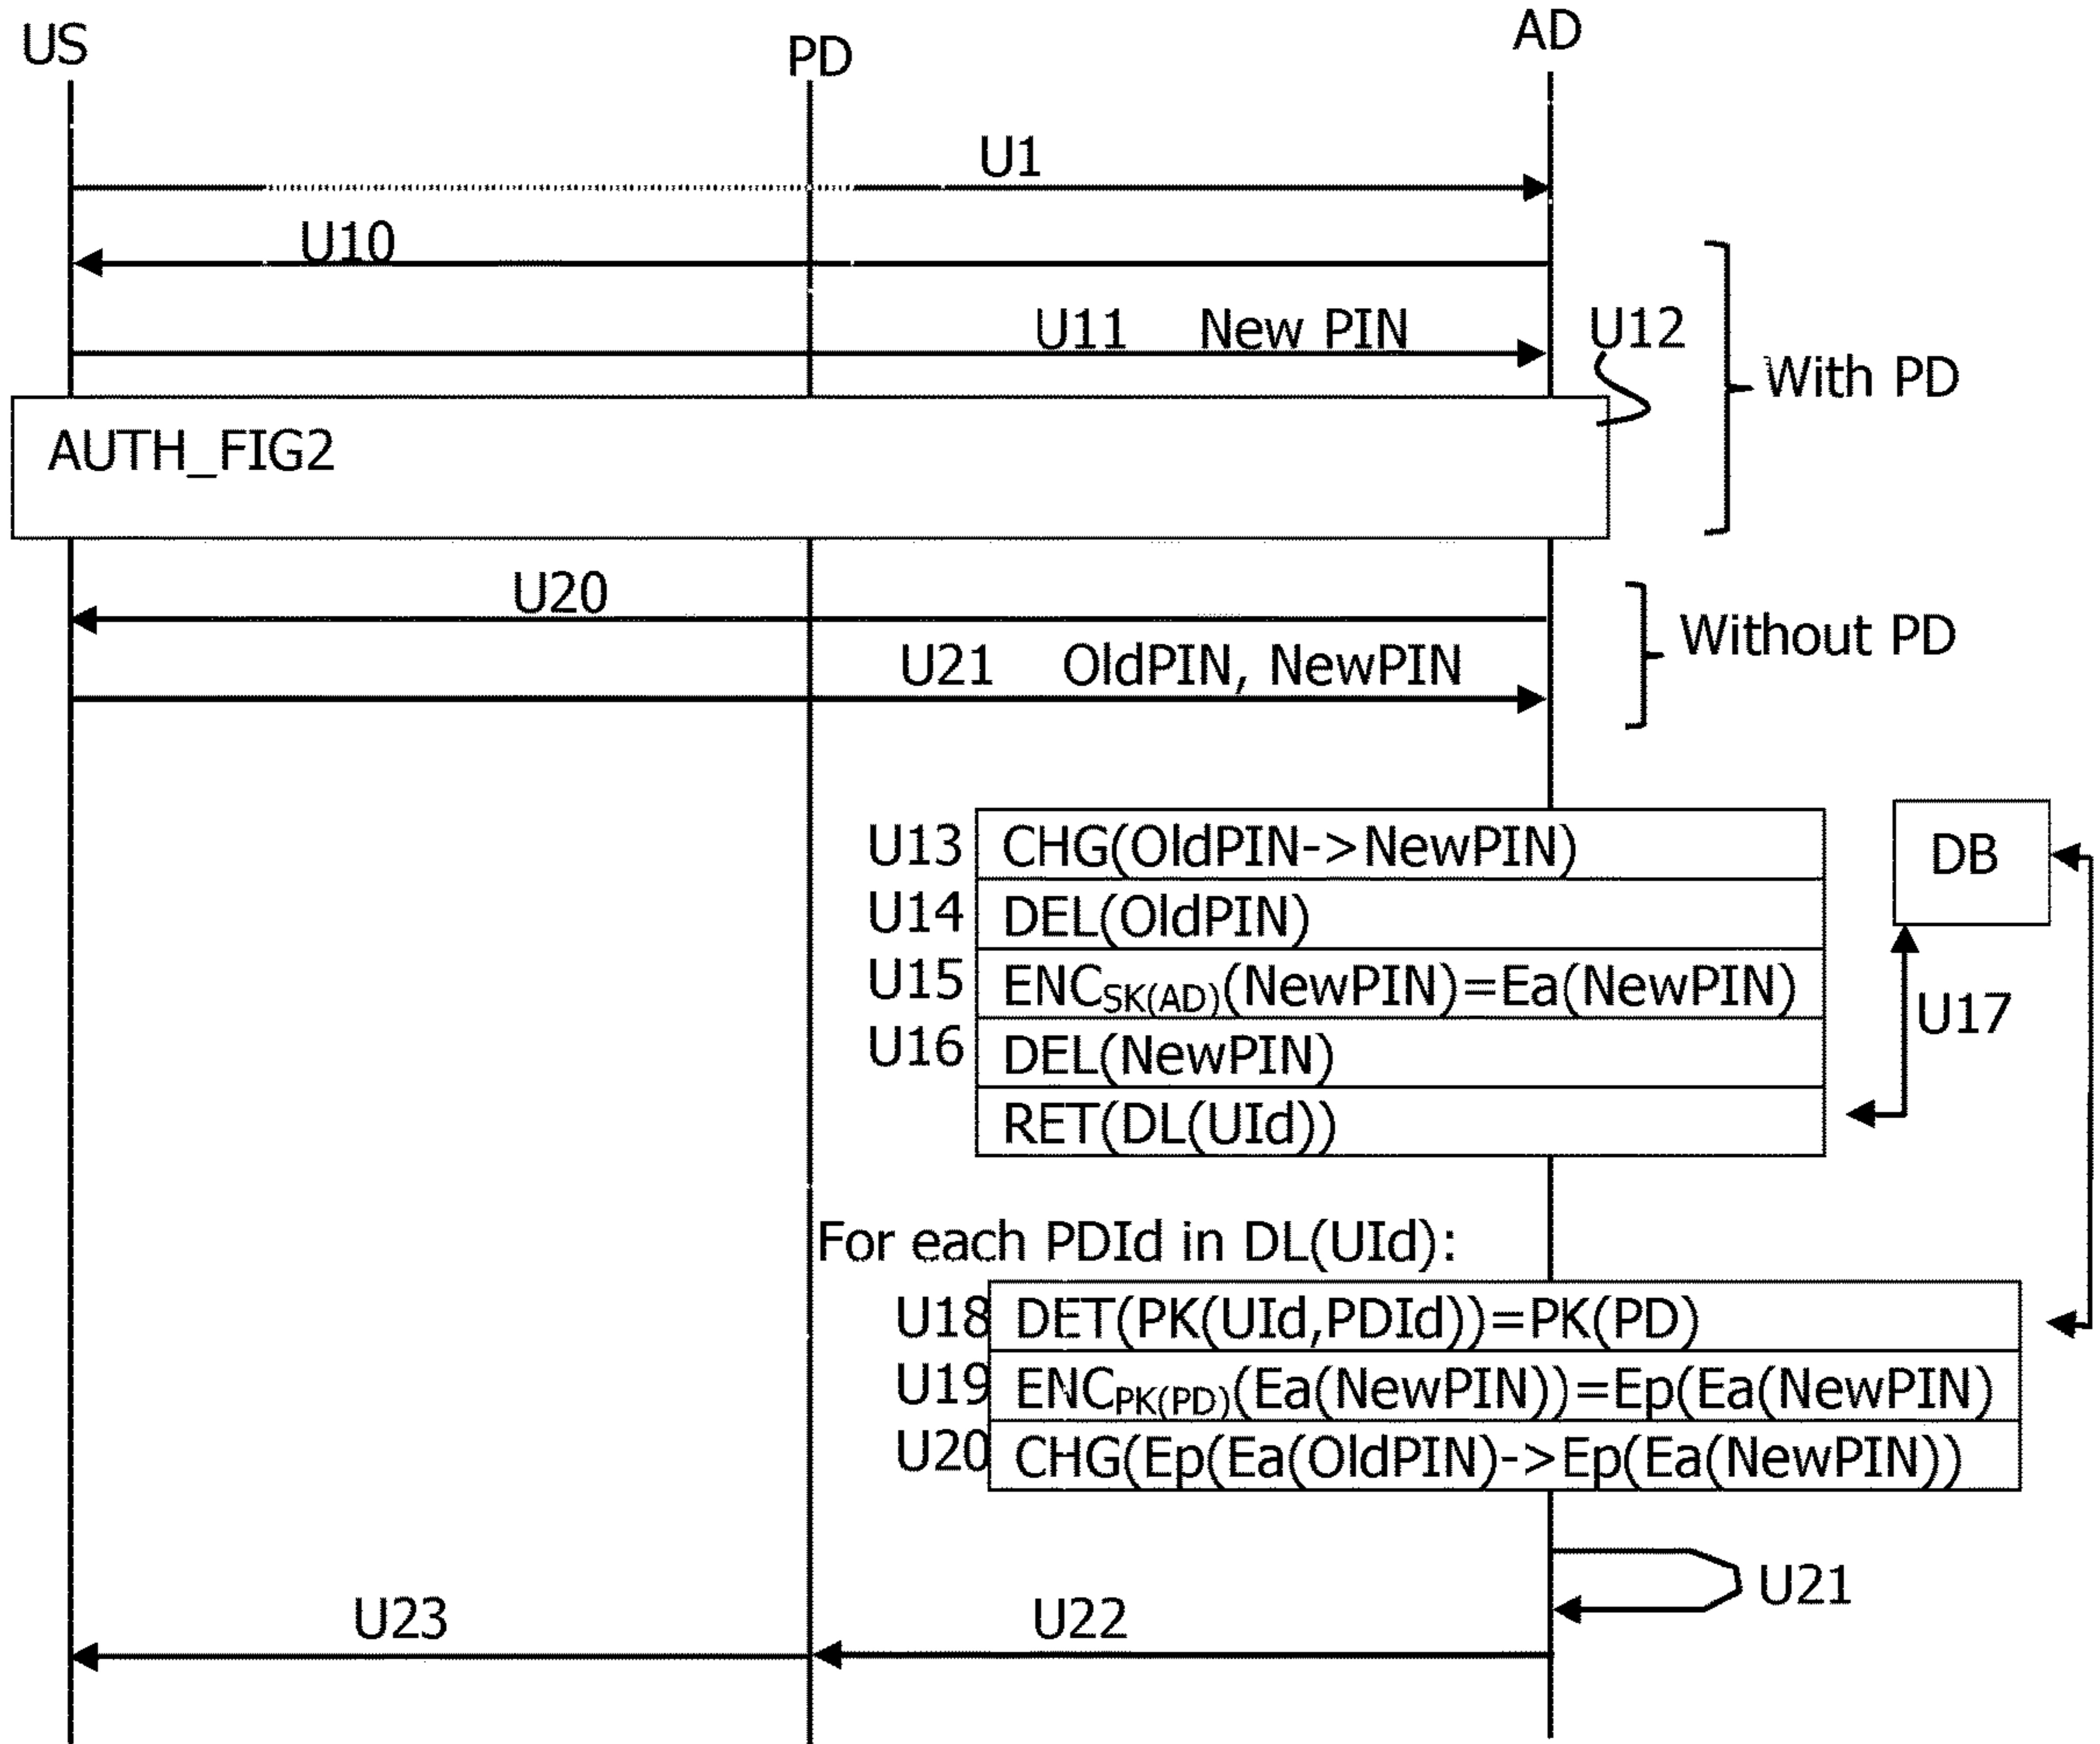 US PD AD
U1
U10
U11 New PIN
U12
With PD
AUTH_FIG2
U20
Without PD
U21 OldPIN, NewPIN
U13 CHG(OldPIN->NewPIN)
DB
U14 DEL(OldPIN)
U15 ENCSK(AD)(NewPIN)=Ea(NewPIN)
U17
U16 DEL(NewPIN)
RET(DL(UId))
For each PDId in DL(UId):
U18 DET(PK(UId,PDId))=PK(PD)
U19 ENCPK(PD)(Ea(NewPIN))=Ep(Ea(NewPIN)
U20 CHG(Ep(Ea(OldPIN)->Ep(Ea(NewPIN))
U21
U23 U22